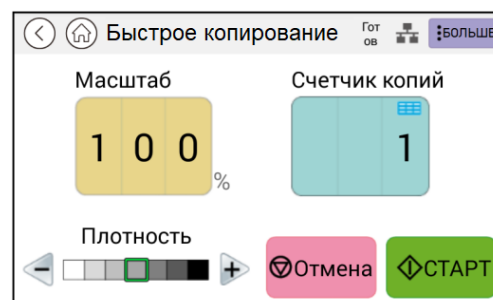 Быстрое копирование
Гот
ов
БОЛЬШЕ
Масштаб
Счетчик копий
1 0 0
%
1
Плотность
Отмена
СТАРТ